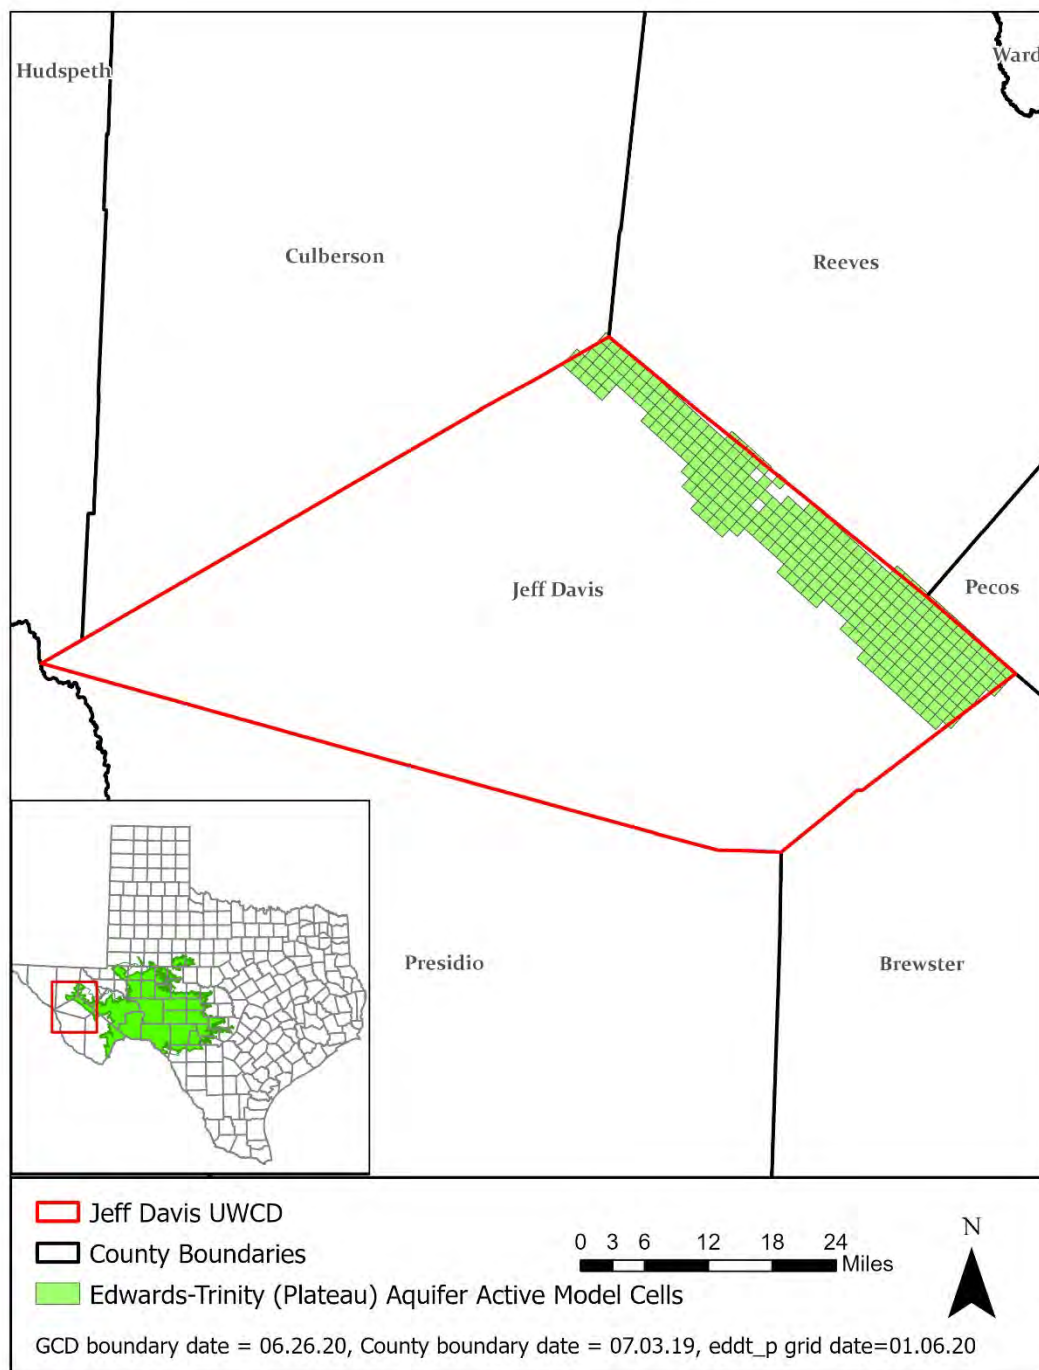 Hudspeth
Ward
Culberson
Reeves
Jeff Davis
Pecos
Presidio
Brewster
Jeff Davis UWCD
County Boundaries
Edwards-Trinity (Plateau) Aquifer Active Model Cells
0 3 6 12 18 24
Miles
N
GCD boundary date = 06.26.20, County boundary date = 07.03.19, eddt_p grid date=01.06.20